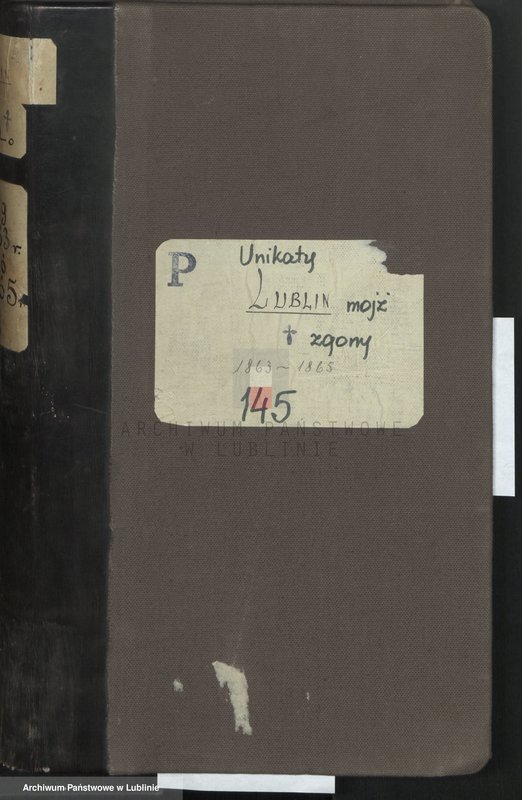 P
Unikaty
LUBLIN mojż
† zgony
1863 ~ 1865
145
ARCHIWUM PAŃSTWOWE
W LUBLINIE
Archiwum Państwowe w Lublinie